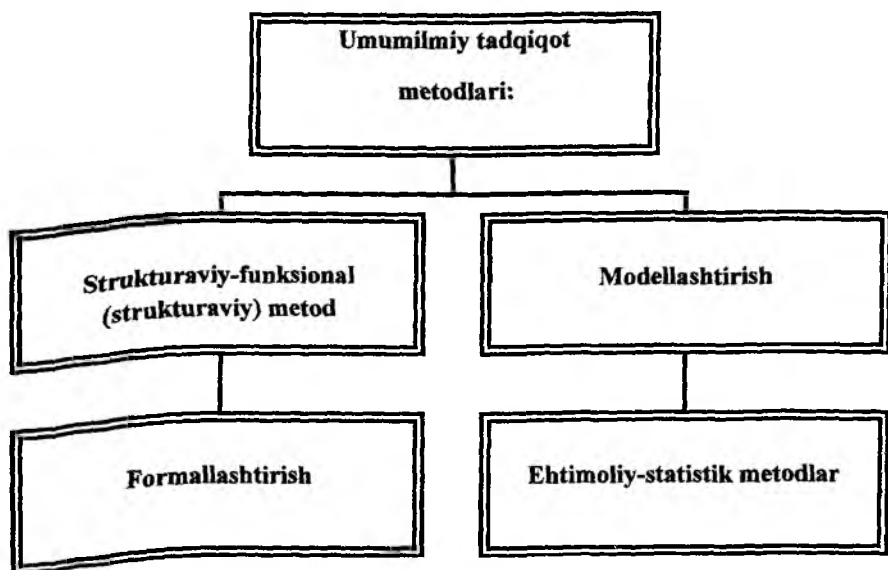 Umumilmiy tadqiqot
metodlari:
Strukturaviy-funksional
(strukturaviy) metod
Modellashtirish
Formallashtirish
Ehtimoliy-statistik metodlar